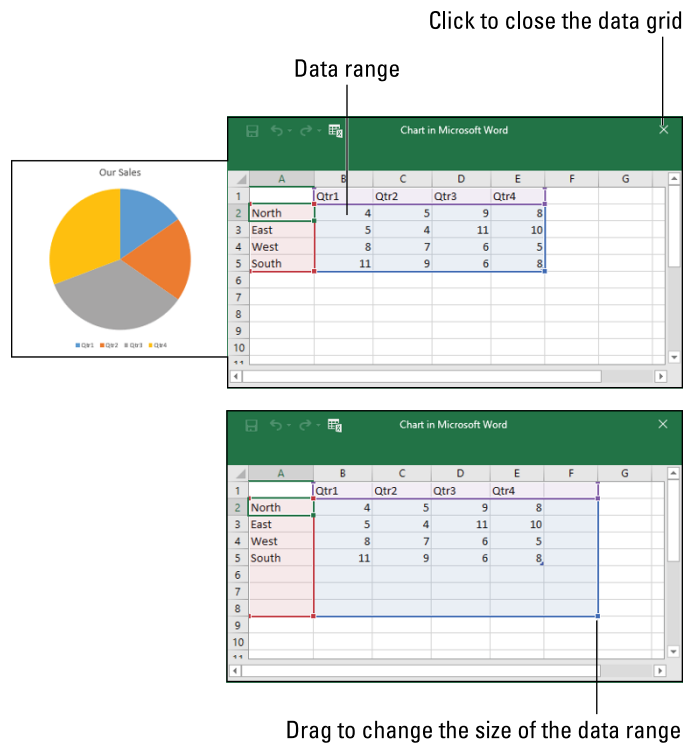 Click to close the data grid
Data range
Chart in Microsoft Word
Our Sales
Qtr1 Qtr2 Qtr3 Qtr4
A B C D E F G
1 Qtr1 Qtr2 Qtr3 Qtr4
2 North 4 5 9 8
3 East 5 4 11 10
4 West 8 7 6 5
5 South 11 9 6 8
6
7
8
9
10
11
Chart in Microsoft Word
A B C D E F G
1 Qtr1 Qtr2 Qtr3 Qtr4
2 North 4 5 9 8
3 East 5 4 11 10
4 West 8 7 6 5
5 South 11 9 6 8
6
7
8
9
10
11
Drag to change the size of the data range